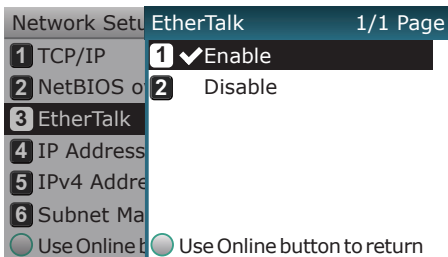 Network Setu
1 TCP/IP
2 NetBIOS o
3 EtherTalk
4 IP Address
5 IPv4 Addre
6 Subnet Ma
Use Online b
EtherTalk 1/1 Page
1 ✔Enable
2 Disable
Use Online button to return